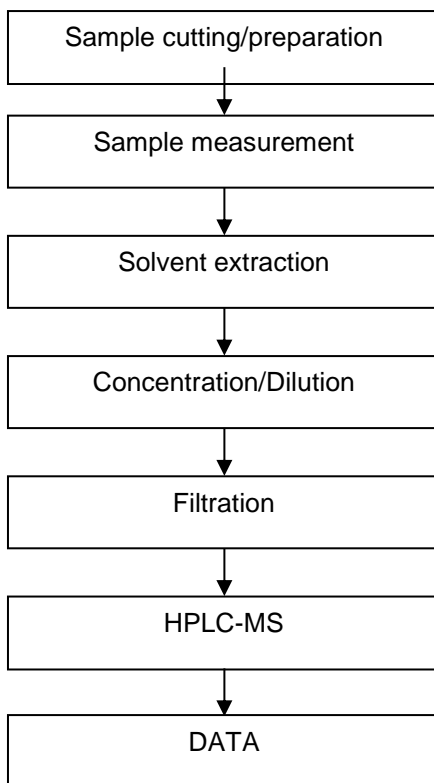 Sample cutting/preparation
Sample measurement
Solvent extraction
Concentration/Dilution
Filtration
HPLC-MS
DATA